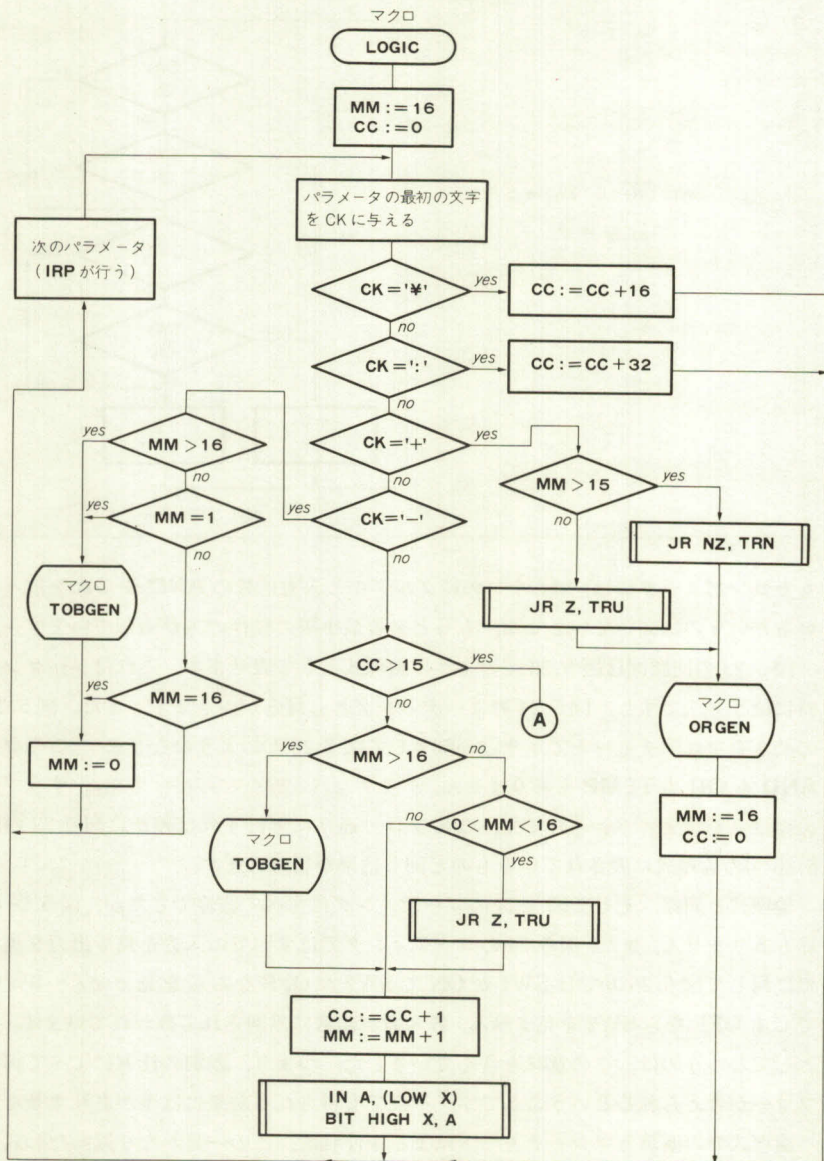 マクロ
LOGIC
MM:=16
CC:=0
パラメータの最初の文字
をCKに与える
次のパラメータ
(IRPが行う)
CK='¥'
yes
CC:=CC+16
no
CK=':'
yes
CC:=CC+32
no
CK='+'
yes
MM>16
yes
no
no
MM>15
yes
no
MM=1
yes
no
CK='−'
yes
no
JR NZ, TRN
マクロ
TOBGEN
JR Z, TRU
CC>15
yes
no
A
yes
MM=16
yes
no
マクロ
ORGEN
MM:=0
MM>16
yes
no
MM:=16
CC:=0
マクロ
TOBGEN
0<MM<16
no
yes
JR Z, TRU
CC:=CC+1
MM:=MM+1
IN A, (LOW X)
BIT HIGH X, A